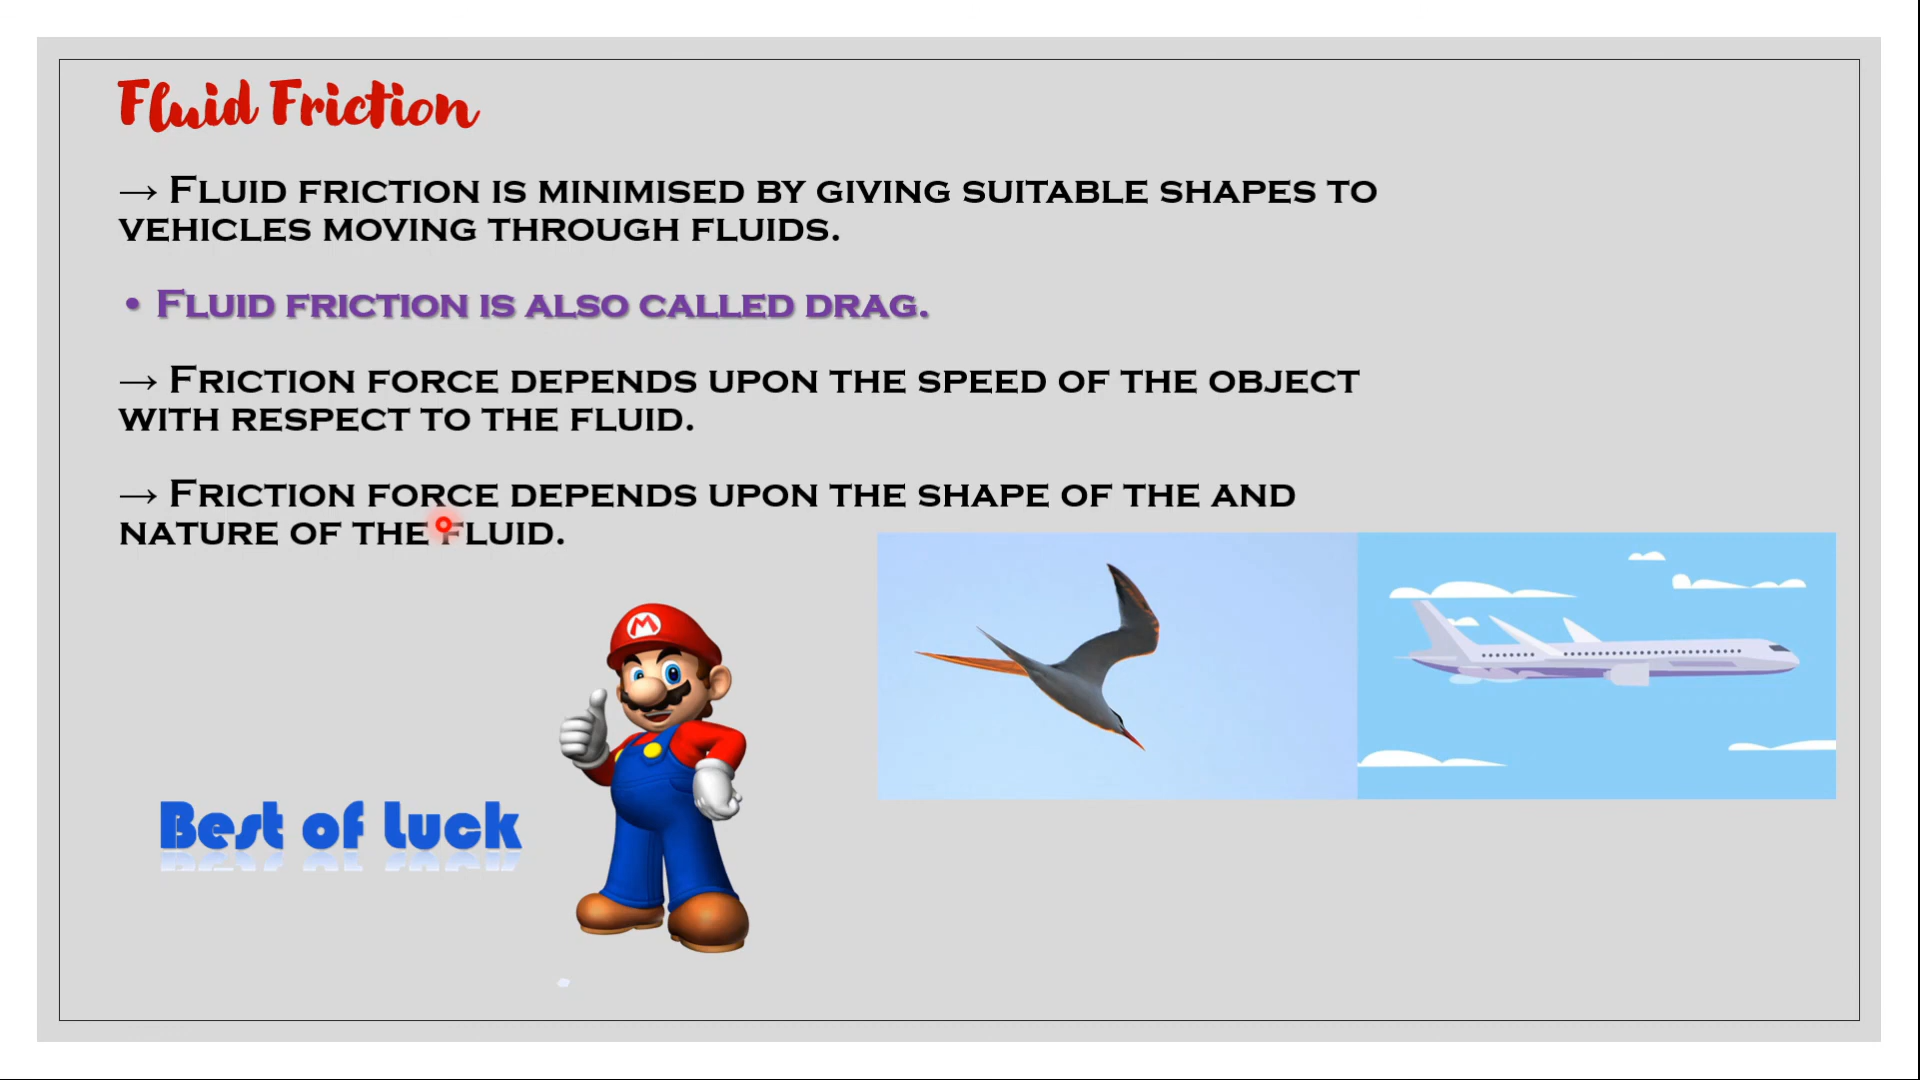 Fluid Friction
→ Fluid friction is minimised by giving suitable shapes to
vehicles moving through fluids.
• Fluid friction is also called drag.
→ Friction force depends upon the speed of the object
with respect to the fluid.
→ Friction force depends upon the shape of the and
nature of the fluid.
M
Best of Luck